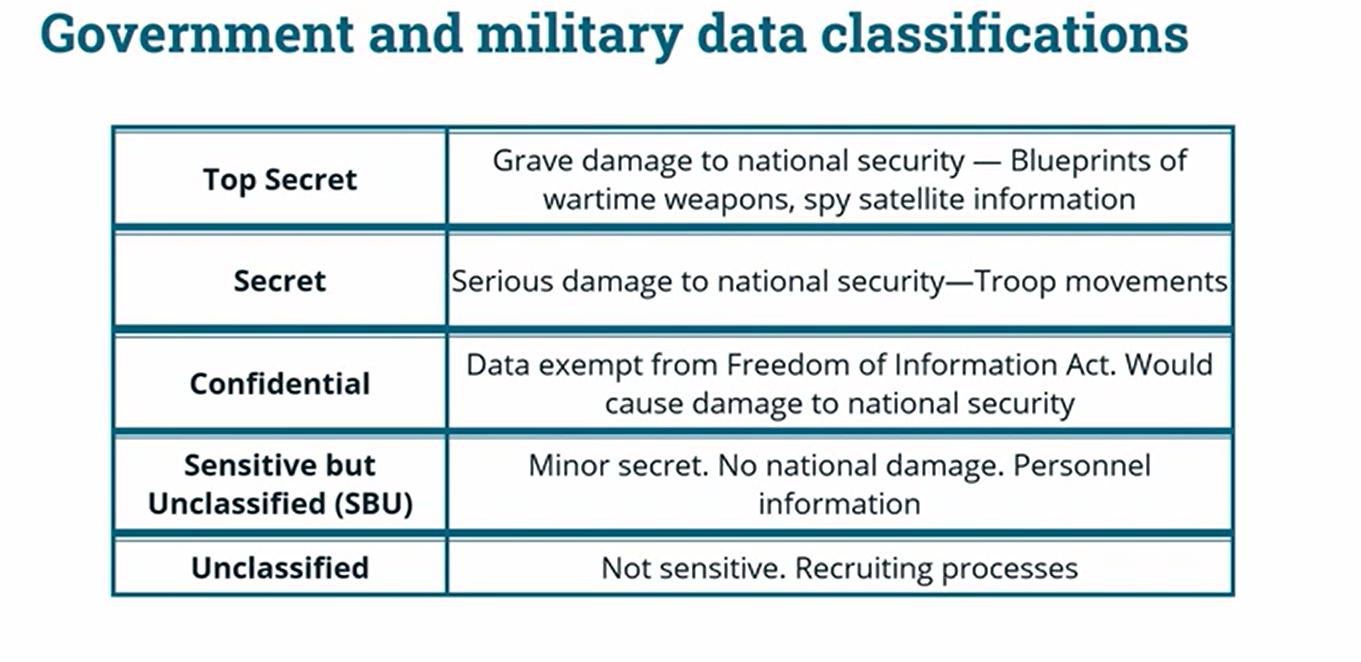 Government and military data classifications
Top Secret
Grave damage to national security — Blueprints of
wartime weapons, spy satellite information
Secret
Serious damage to national security—Troop movements
Confidential
Data exempt from Freedom of Information Act. Would
cause damage to national security
Sensitive but
Unclassified (SBU)
Minor secret. No national damage. Personnel
information
Unclassified
Not sensitive. Recruiting processes